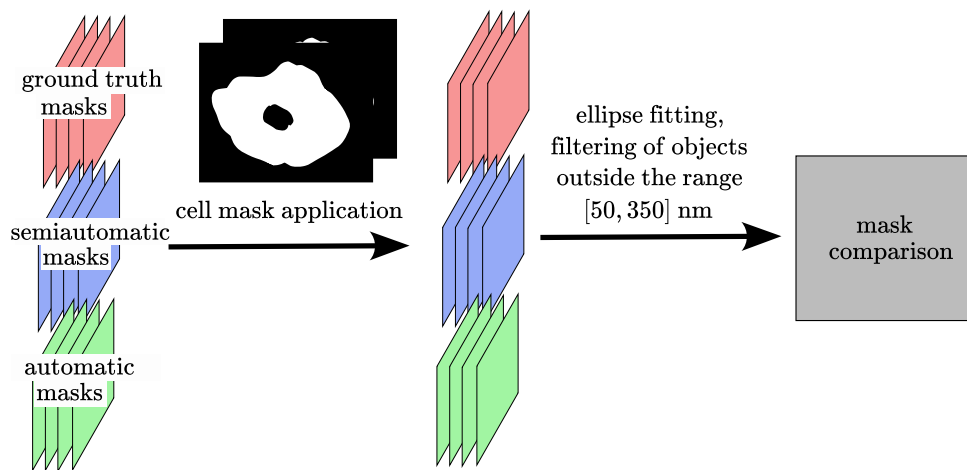 ground truth
masks
semiautomatic
masks
automatic
masks
cell mask application
ellipse fitting,
filtering of objects
outside the range
[50, 350] nm
mask
comparison